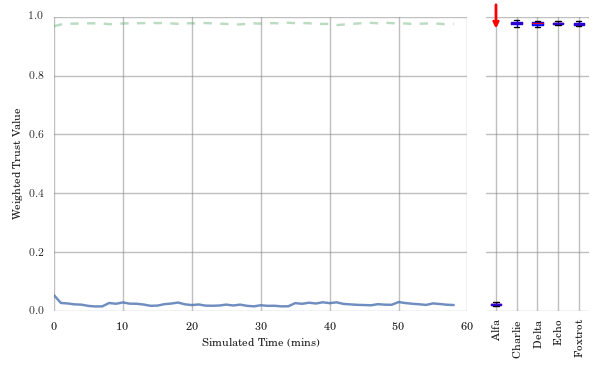 1.0
0.8
0.6
0.4
0.2
0.0
Weighted Trust Value
0 10 20 30 40 50 60
Simulated Time (mins)
Alfa
Charlie
Delta
Echo
Foxtrot